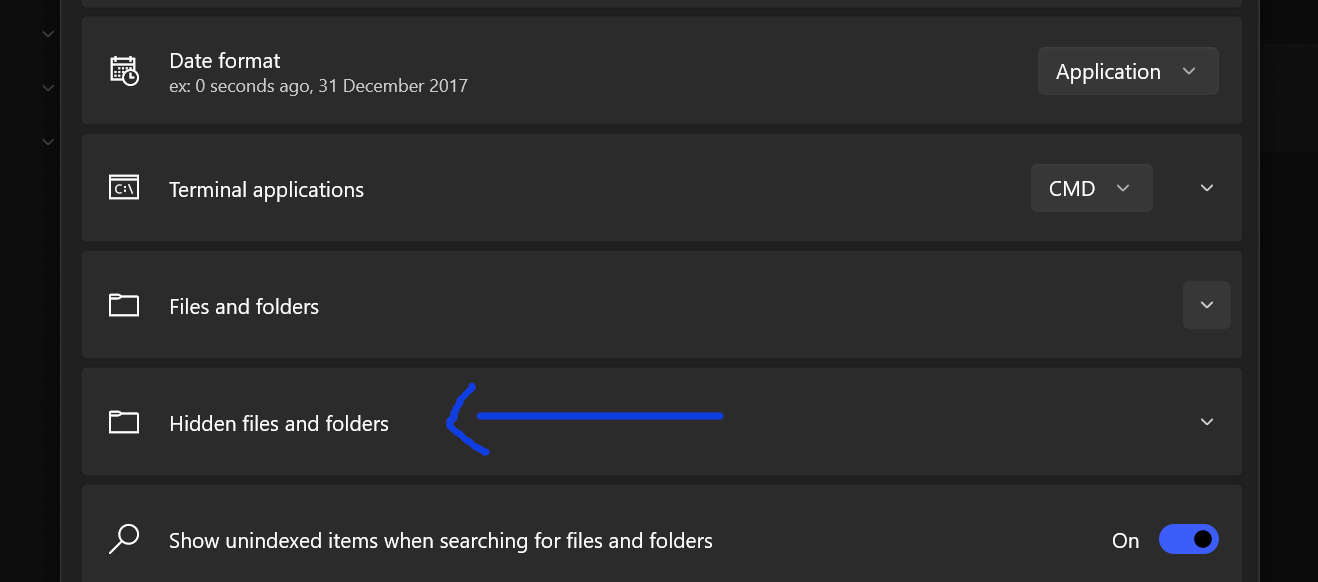 Date format
ex: 0 seconds ago, 31 December 2017
Application
C:\
Terminal applications
CMD
Files and folders
Hidden files and folders
Show unindexed items when searching for files and folders
On